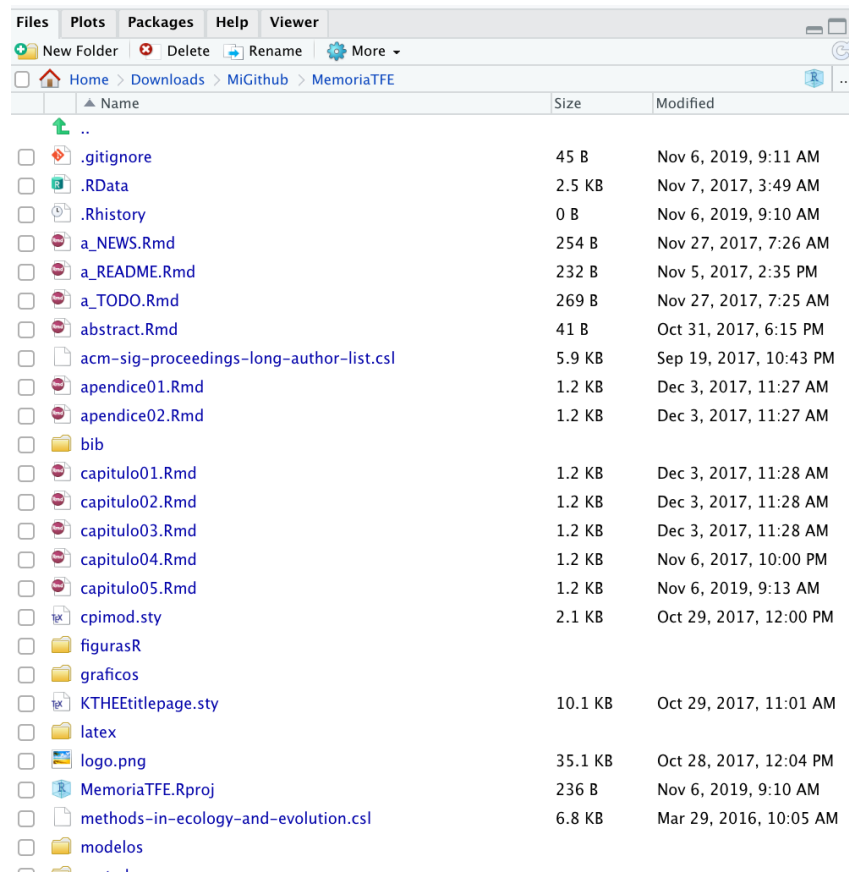 Files Plots Packages Help Viewer
New Folder Delete Rename More
Home > Downloads > MiGithub > MemoriaTFE R ..
Name Size Modified
..
.gitignore 45 B Nov 6, 2019, 9:11 AM
.RData 2.5 KB Nov 7, 2017, 3:49 AM
.Rhistory 0 B Nov 6, 2019, 9:10 AM
a_NEWS.Rmd 254 B Nov 27, 2017, 7:26 AM
a_README.Rmd 232 B Nov 5, 2017, 2:35 PM
a_TODO.Rmd 269 B Nov 27, 2017, 7:25 AM
abstract.Rmd 41 B Oct 31, 2017, 6:15 PM
acm-sig-proceedings-long-author-list.csl 5.9 KB Sep 19, 2017, 10:43 PM
apendice01.Rmd 1.2 KB Dec 3, 2017, 11:27 AM
apendice02.Rmd 1.2 KB Dec 3, 2017, 11:27 AM
bib
capitulo01.Rmd 1.2 KB Dec 3, 2017, 11:28 AM
capitulo02.Rmd 1.2 KB Dec 3, 2017, 11:28 AM
capitulo03.Rmd 1.2 KB Dec 3, 2017, 11:28 AM
capitulo04.Rmd 1.2 KB Nov 6, 2017, 10:00 PM
capitulo05.Rmd 1.2 KB Nov 6, 2019, 9:13 AM
cpimod.sty 2.1 KB Oct 29, 2017, 12:00 PM
figurasR
graficos
KTHEEtitlepage.sty 10.1 KB Oct 29, 2017, 11:01 AM
latex
logo.png 35.1 KB Oct 28, 2017, 12:04 PM
MemoriaTFE.Rproj 236 B Nov 6, 2019, 9:10 AM
methods-in-ecology-and-evolution.csl 6.8 KB Mar 29, 2016, 10:05 AM
modelos